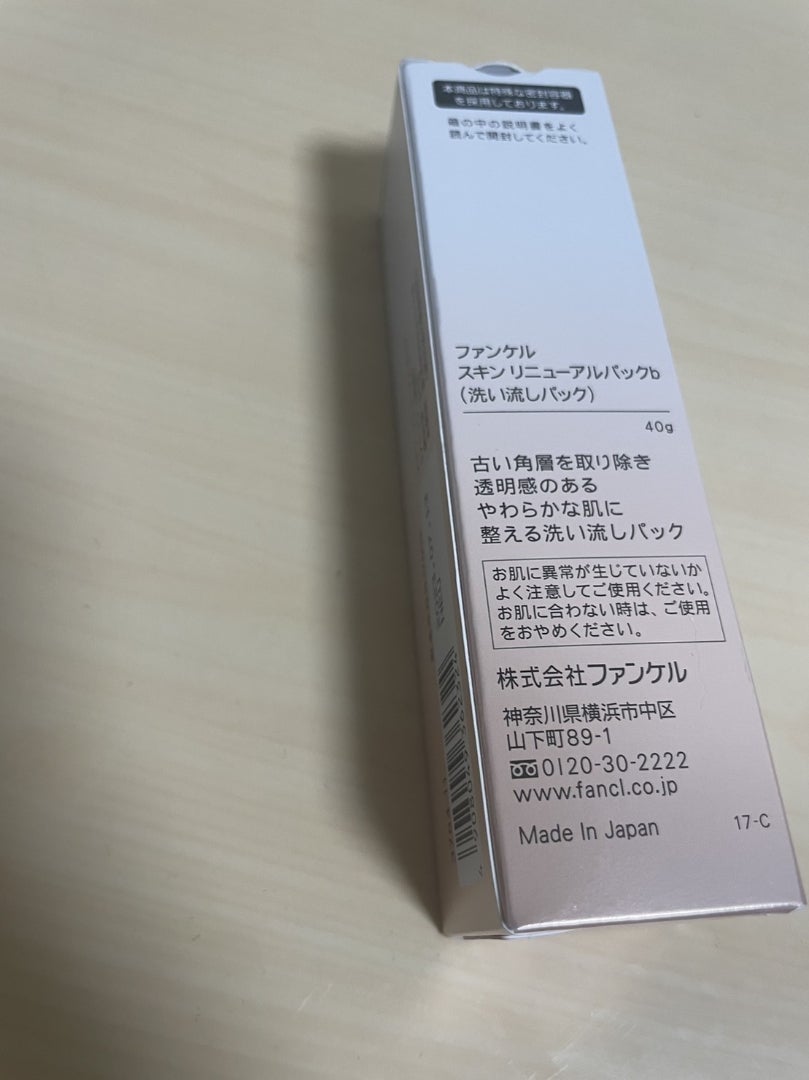 本商品は特殊な密封容器
を採用しております。
箱の中の説明書をよく
読んで開封してください。
ファンケル
スキン リニューアルパックb
(洗い流しパック)
40g
古い角層を取り除き
透明感のある
やわらかな肌に
整える洗い流しパック
お肌に異常が生じていないか
よく注意してご使用ください。
お肌に合わない時は、ご使用
をおやめください。
株式会社ファンケル
神奈川県横浜市中区
山下町89-1
0120-30-2222
www.fancl.co.jp
Made In Japan
17-C